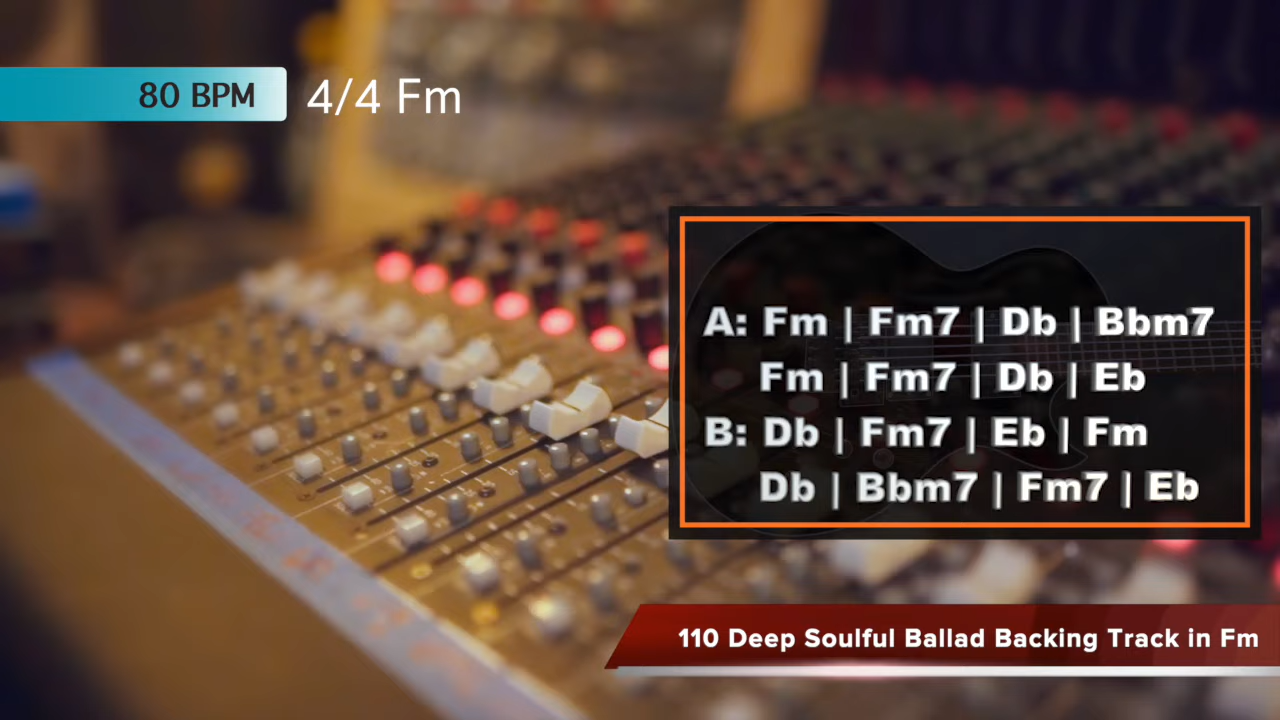 80 BPM 4/4 Fm
A: Fm | Fm7 | Db | Bbm7
Fm | Fm7 | Db | Eb
B: Db | Fm7 | Eb | Fm
Db | Bbm7 | Fm7 | Eb
110 Deep Soulful Ballad Backing Track in Fm